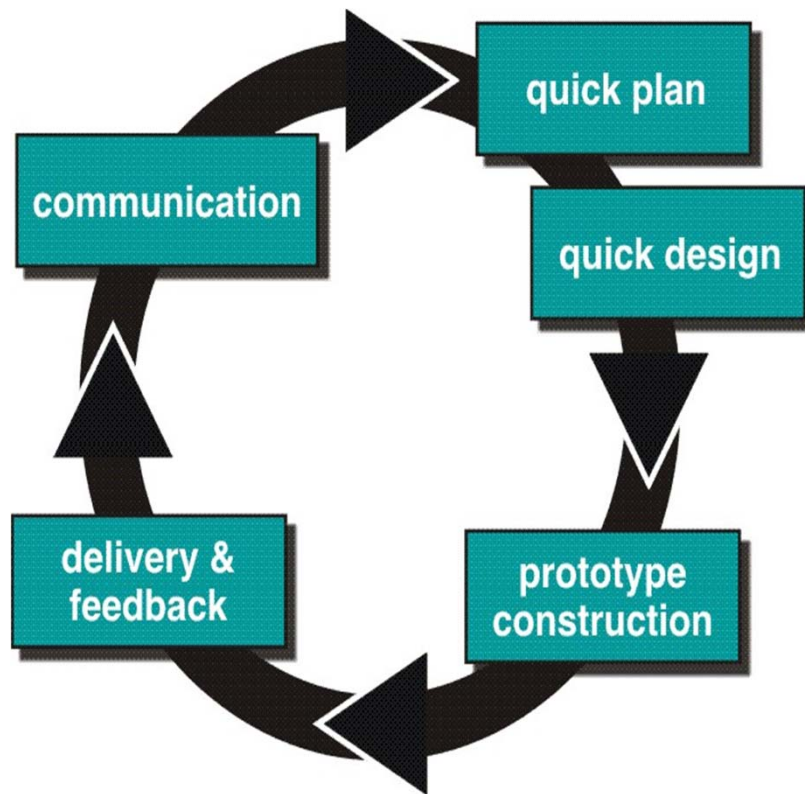 quick plan
communication
quick design
delivery &
feedback
prototype
construction